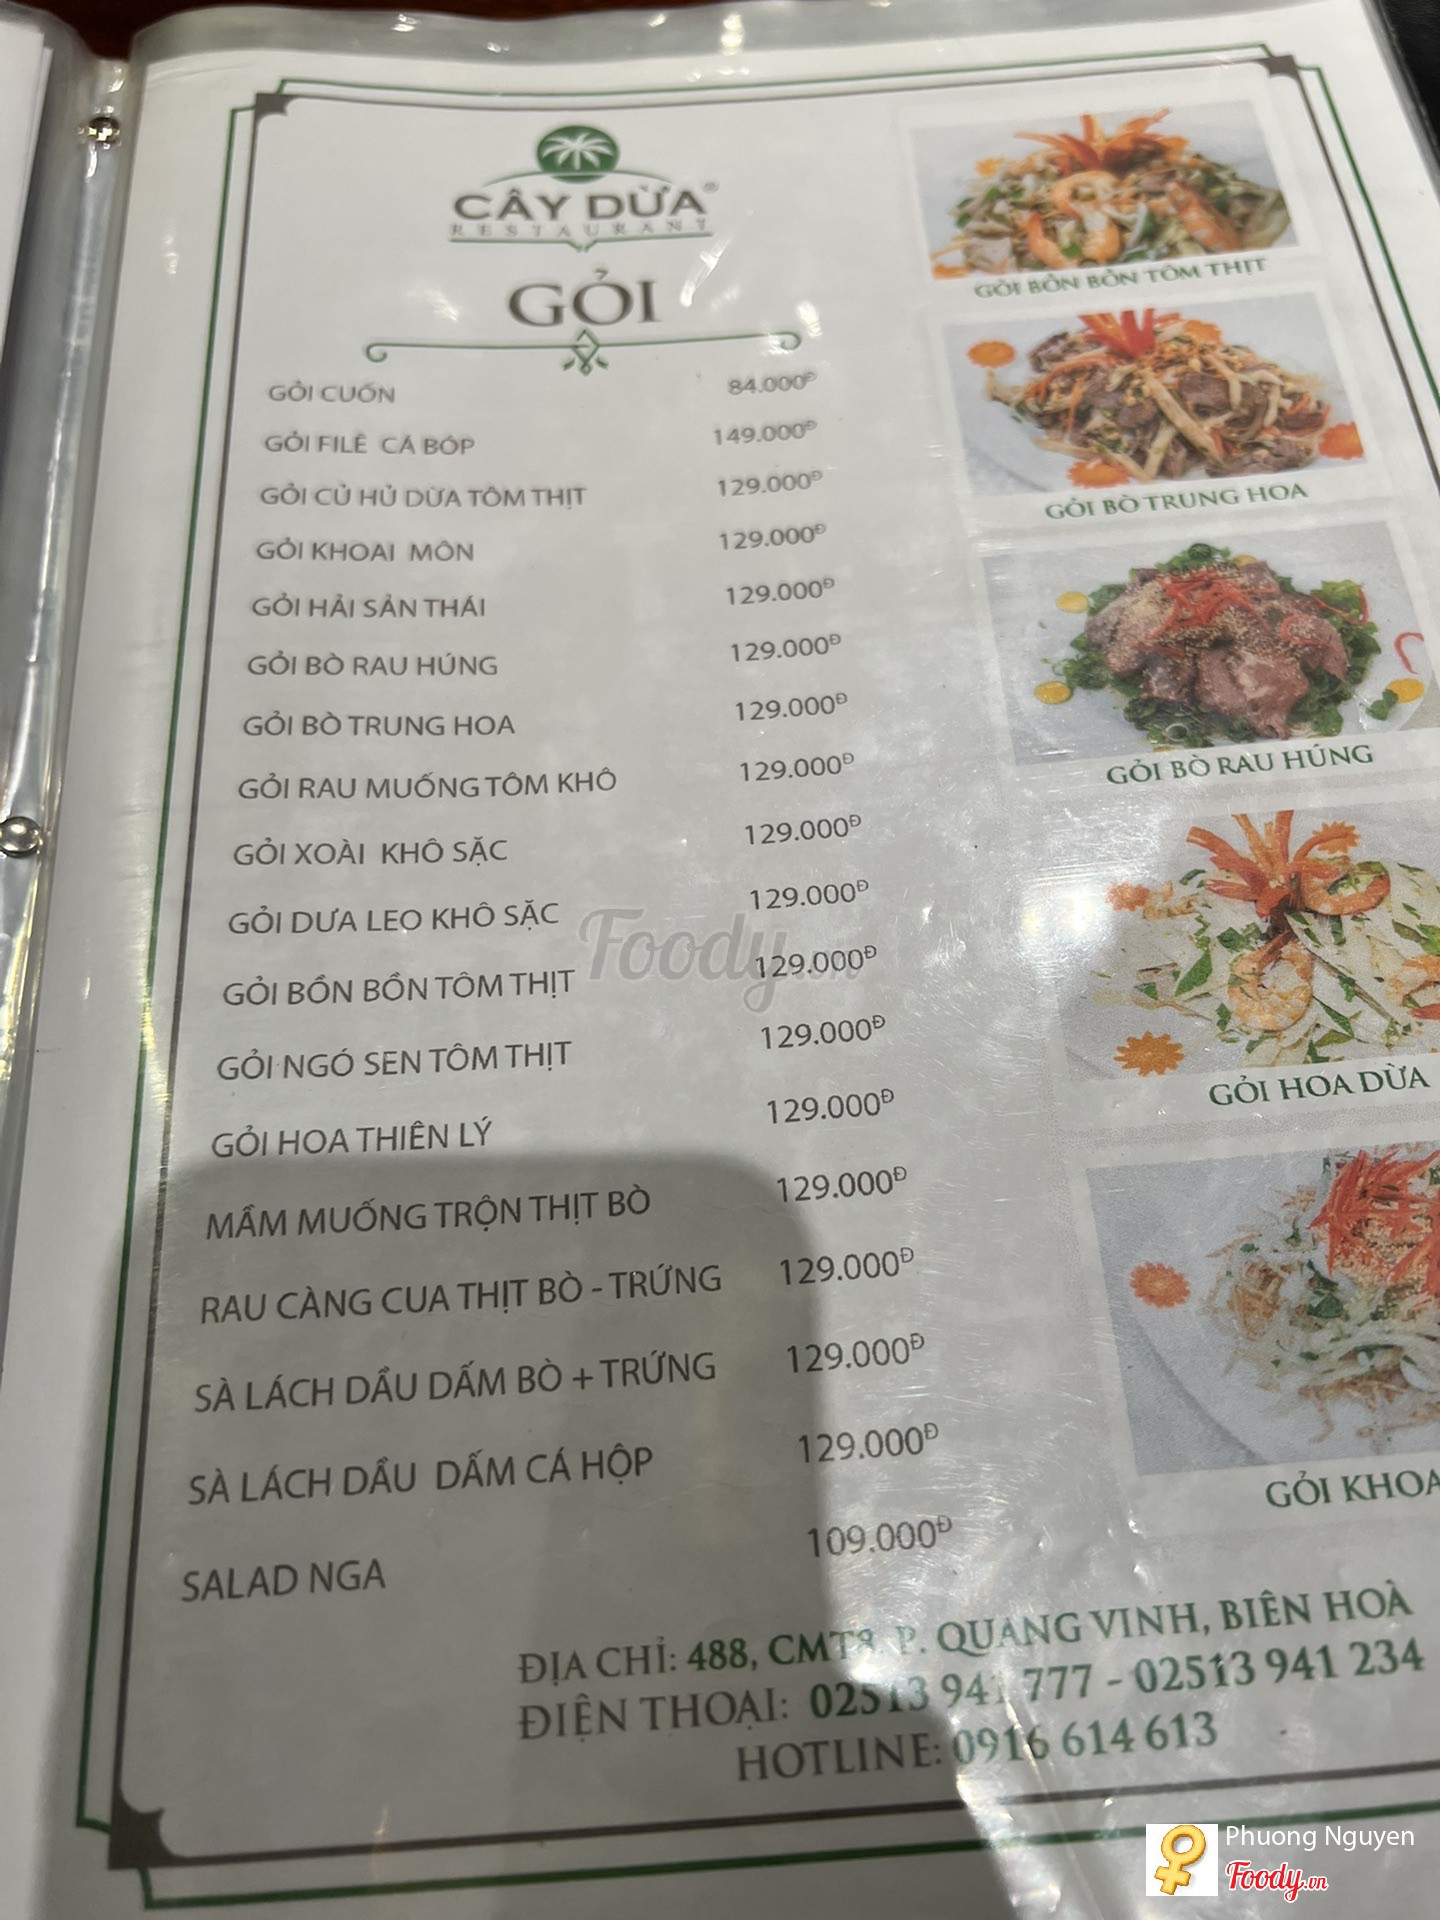 CÂY DỪA®
RESTAURANT
GỎI
GỎI CUỐN 84.000Đ
GỎI FILÊ CÁ BÓP 149.000Đ
GỎI CỦ HỦ DỪA TÔM THỊT 129.000Đ
GỎI KHOAI MÔN 129.000Đ
GỎI HẢI SẢN THÁI 129.000Đ
GỎI BÒ RAU HÚNG 129.000Đ
GỎI BÒ TRUNG HOA 129.000Đ
GỎI RAU MUỐNG TÔM KHÔ 129.000Đ
GỎI XOÀI KHÔ SẶC 129.000Đ
GỎI DƯA LEO KHÔ SẶC 129.000Đ
GỎI BỒN BỒN TÔM THỊT 129.000Đ
GỎI NGÓ SEN TÔM THỊT 129.000Đ
GỎI HOA THIÊN LÝ 129.000Đ
MẦM MUỐNG TRỘN THỊT BÒ 129.000Đ
RAU CÀNG CUA THỊT BÒ - TRỨNG 129.000Đ
SÀ LÁCH DẦU DẤM BÒ + TRỨNG 129.000Đ
SÀ LÁCH DẦU DẤM CÁ HỘP 129.000Đ
SALAD NGA 109.000Đ
GỎI BỒN BỒN TÔM THỊT
GỎI BÒ TRUNG HOA
GỎI BÒ RAU HÚNG
GỎI HOA DỪA
GỎI KHOA
ĐỊA CHỈ: 488, CMT8, P. QUANG VINH, BIÊN HOÀ
ĐIỆN THOẠI: 02513 941 777 - 02513 941 234
HOTLINE: 0916 614 613
Foody.vn
Phuong Nguyen
Foody.vn